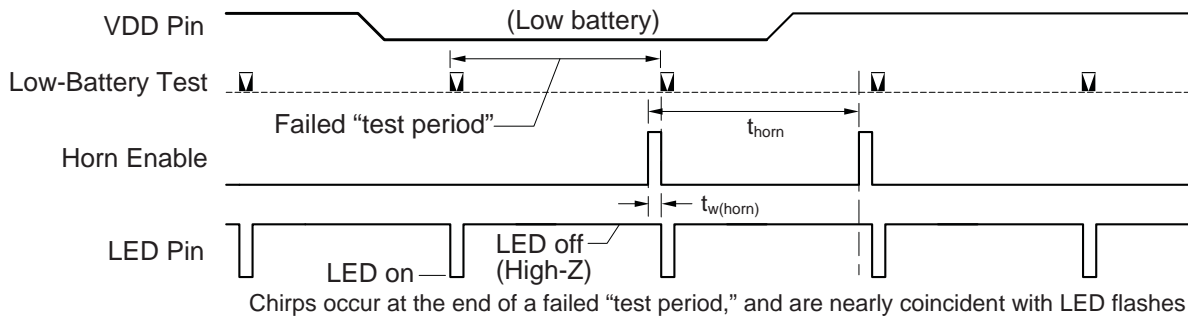 VDD Pin
(Low battery)
Low-Battery Test
Failed “test period”
thorn
Horn Enable
tw(horn)
LED Pin
LED off
(High-Z)
LED on
Chirps occur at the end of a failed “test period,” and are nearly coincident with LED flashes